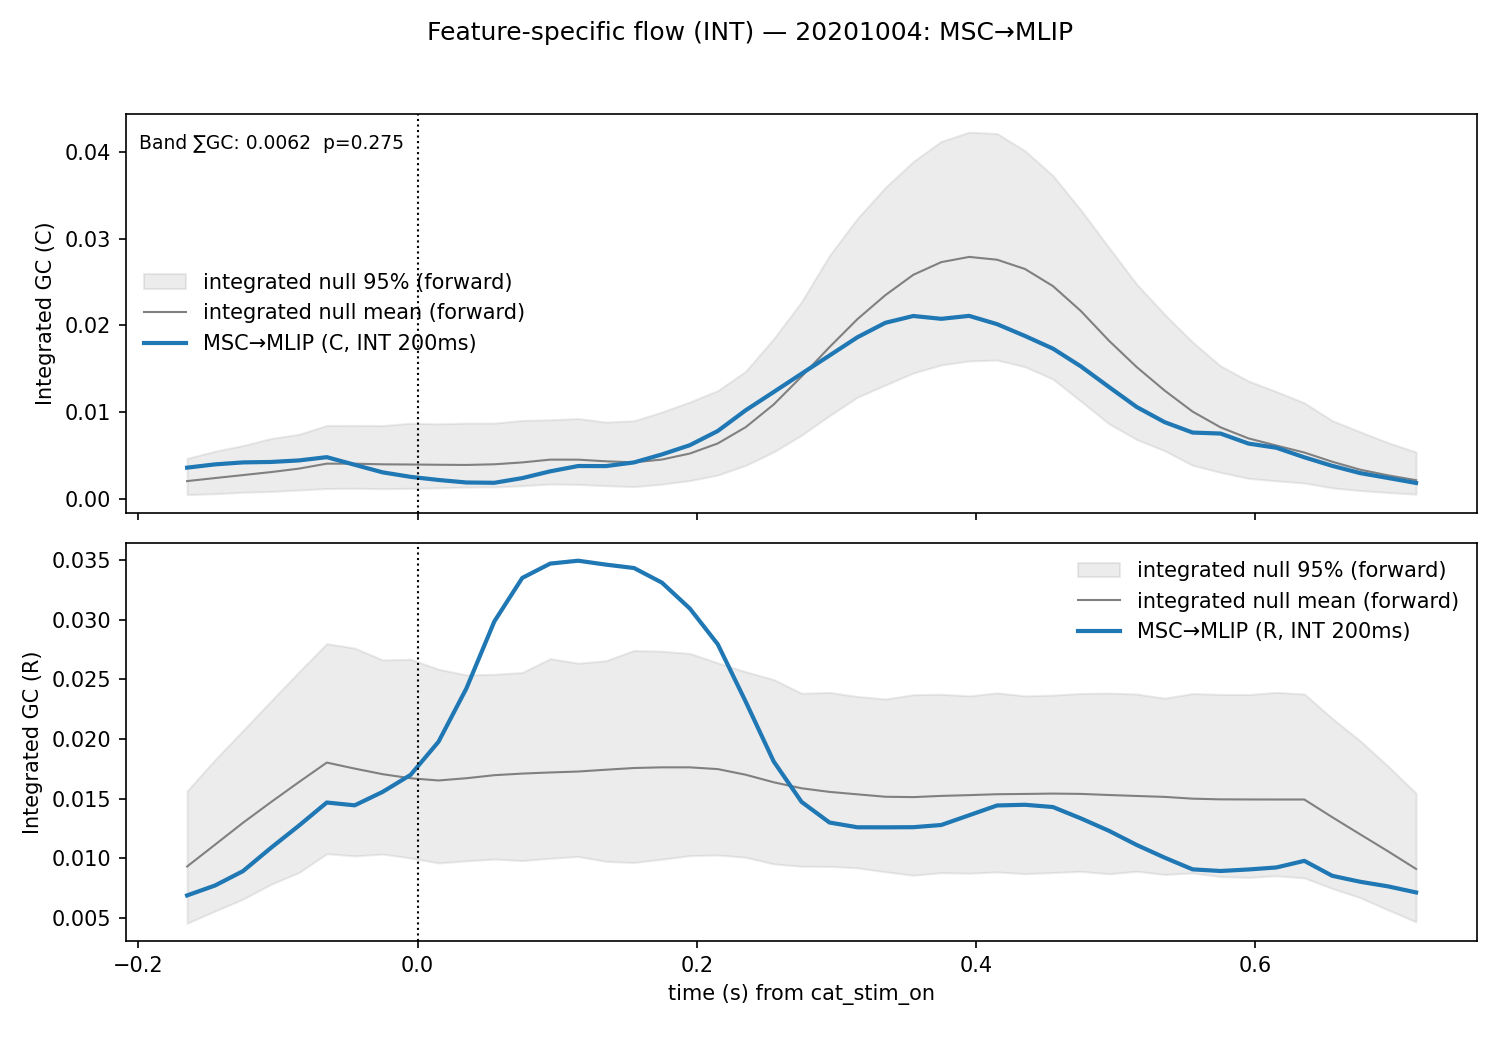 Feature-specific flow (INT) — 20201004: MSC→MLIP
Band ∑GC: 0.0062  p=0.275
Integrated GC (C)
0.04
0.03
0.02
0.01
0.00
integrated null 95% (forward)
integrated null mean (forward)
MSC→MLIP (C, INT 200ms)
Integrated GC (R)
0.035
0.030
0.025
0.020
0.015
0.010
0.005
integrated null 95% (forward)
integrated null mean (forward)
MSC→MLIP (R, INT 200ms)
−0.2 0.0 0.2 0.4 0.6
time (s) from cat_stim_on